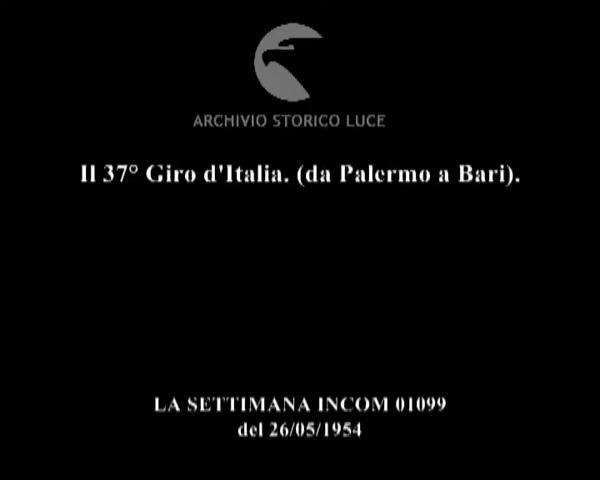 ARCHIVIO STORICO LUCE
Il 37° Giro d'Italia. (da Palermo a Bari).
LA SETTIMANA INCOM 01099
del 26/05/1954